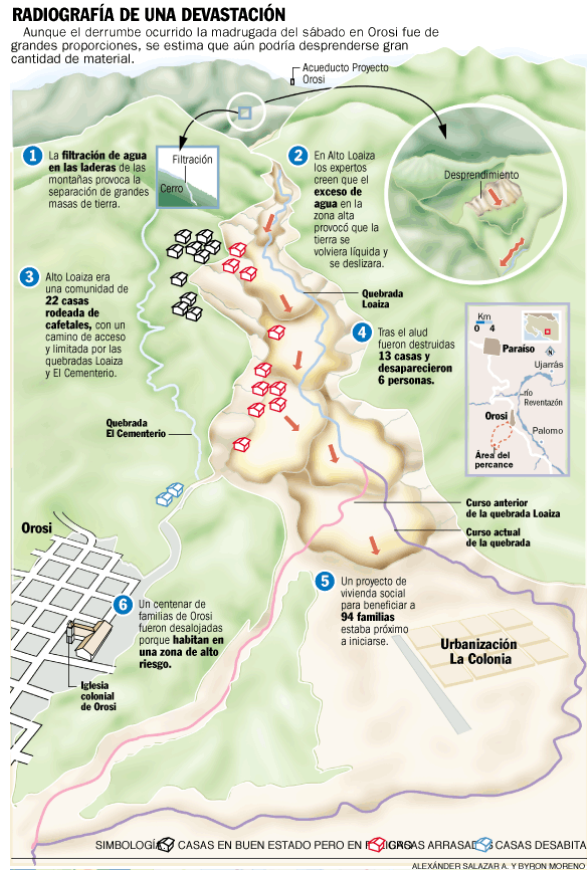 RADIOGRAFÍA DE UNA DEVASTACIÓN
Aunque el derrumbe ocurrido la madrugada del sábado en Orosi fue de
grandes proporciones, se estima que aún podría desprenderse gran
cantidad de material.
Acueducto Proyecto
Orosi
1 La filtración de agua
en las laderas de las
montañas provoca la
separación de grandes
masas de tierra.
Filtración
Cerro
2 En Alto Loaiza
los expertos
creen que el
exceso de
agua en la
zona alta
provocó que la
tierra se
volviera líquida y
se deslizara.
Desprendimiento
3 Alto Loaiza era
una comunidad de
22 casas
rodeada de
cafetales, con un
camino de acceso
y limitada por las
quebradas Loaiza
y El Cementerio.
Quebrada
Loaiza
4 Tras el alud
fueron destruidas
13 casas y
desaparecieron
6 personas.
Km
0 4
Paraíso
N
Ujarrás
río
Reventazón
Orosi
Palomo
Área del
percance
Quebrada
El Cementerio
Curso anterior
de la quebrada Loaiza
Curso actual
de la quebrada
Orosi
5 Un proyecto de
vivienda social
para beneficiar a
94 familias
estaba próximo
a iniciarse.
6 Un centenar de
familias de Orosi
fueron desalojadas
porque habitan en
una zona de alto
riesgo.
Urbanización
La Colonia
Iglesia
colonial
de Orosi
SIMBOLOGÍA CASAS EN BUEN ESTADO PERO EN CASAS ARRASADAS CASAS DESABITA
ALEXÁNDER SALAZAR A. Y BYRON MORENO